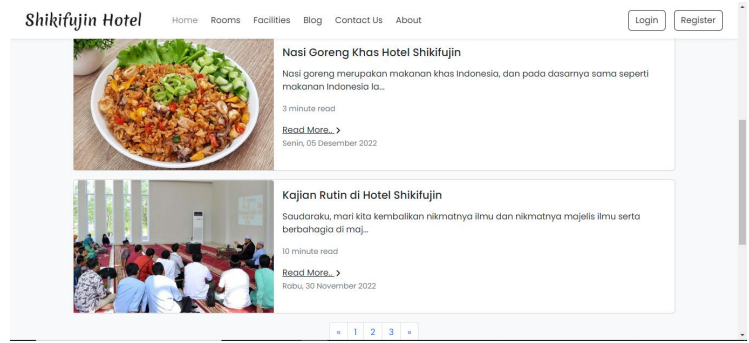 Shikifujin Hotel Home Rooms Facilities Blog Contact Us About Login Register
Nasi Goreng Khas Hotel Shikifujin
Nasi goreng merupakan makanan khas Indonesia, dan pada dasarnya sama seperti
makanan Indonesia la...
3 minute read
Read More.. >
Senin, 05 Desember 2022
Kajian Rutin di Hotel Shikifujin
Saudaraku, mari kita kembalikan nikmatnya ilmu dan nikmatnya majelis ilmu serta
berbahagia di maj...
10 minute read
Read More.. >
Rabu, 30 November 2022
« 1 2 3 »